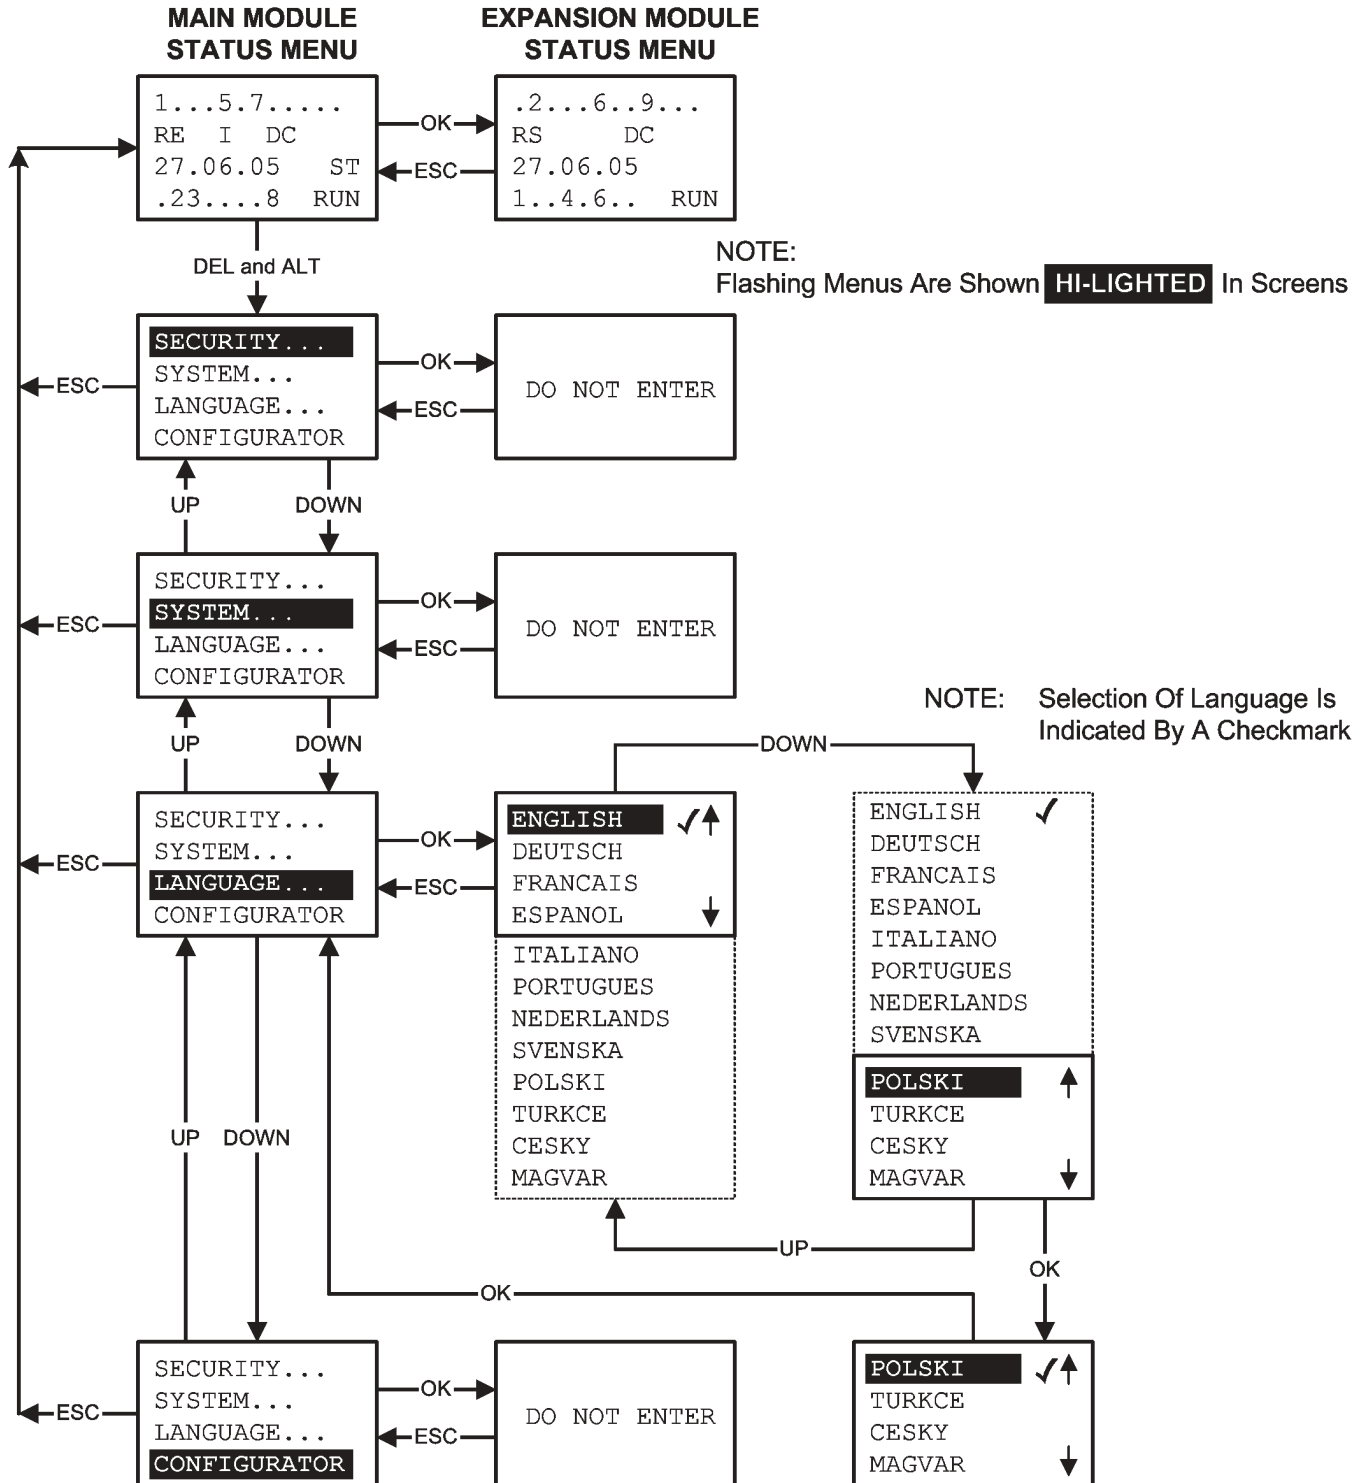 MAIN MODULE
STATUS MENU
EXPANSION MODULE
STATUS MENU
1...5.7.....
RE I DC
27.06.05 ST
.23....8 RUN
OK
ESC
.2...6..9...
RS DC
27.06.05
1..4.6.. RUN
DEL and ALT
NOTE:
Flashing Menus Are Shown HI-LIGHTED In Screens
SECURITY...
SYSTEM...
LANGUAGE...
CONFIGURATOR
ESC
OK
ESC
DO NOT ENTER
UP
DOWN
SECURITY...
SYSTEM...
LANGUAGE...
CONFIGURATOR
ESC
OK
ESC
DO NOT ENTER
NOTE: Selection Of Language Is
Indicated By A Checkmark
UP
DOWN
DOWN
SECURITY...
SYSTEM...
LANGUAGE...
CONFIGURATOR
ESC
OK
ESC
ENGLISH ✓
DEUTSCH
FRANCAIS
ESPANOL
ITALIANO
PORTUGUES
NEDERLANDS
SVENSKA
POLSKI
TURKCE
CESKY
MAGVAR
ENGLISH ✓
DEUTSCH
FRANCAIS
ESPANOL
ITALIANO
PORTUGUES
NEDERLANDS
SVENSKA
POLSKI
TURKCE
CESKY
MAGVAR
UP
DOWN
UP
OK
OK
SECURITY...
SYSTEM...
LANGUAGE...
CONFIGURATOR
ESC
OK
ESC
DO NOT ENTER
POLSKI ✓
TURKCE
CESKY
MAGVAR